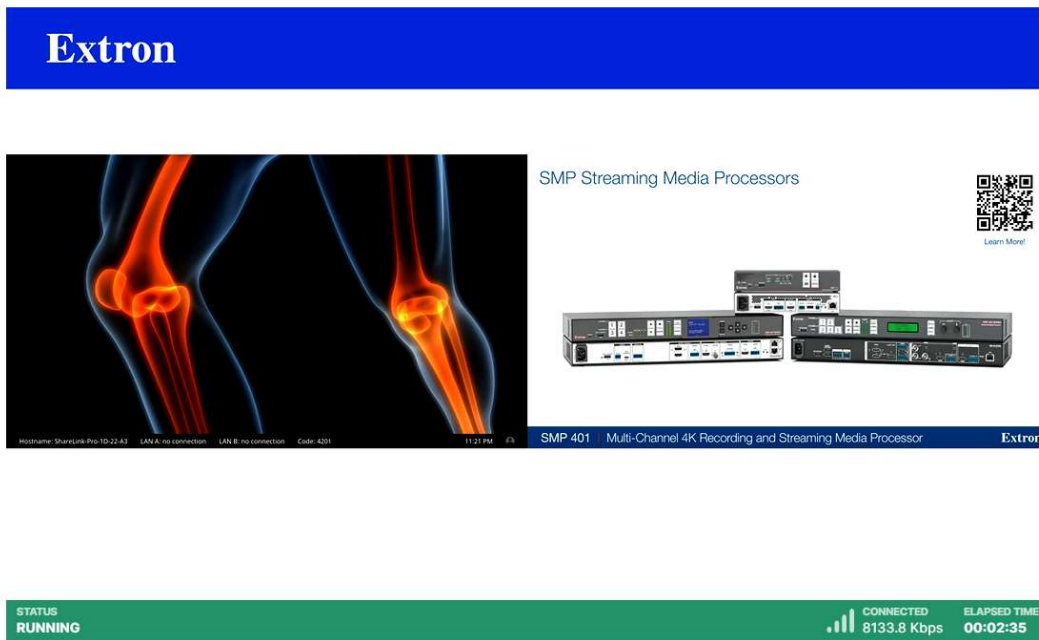 Extron
SMP Streaming Media Processors
Learn More!
Hostname: ShareLink-Pro-1D-22-A3 LAN A: no connection LAN B: no connection Code: 4201 11:21 PM
SMP 401 | Multi-Channel 4K Recording and Streaming Media Processor Extron
STATUS
RUNNING
CONNECTED
8133.8 Kbps
ELAPSED TIME
00:02:35